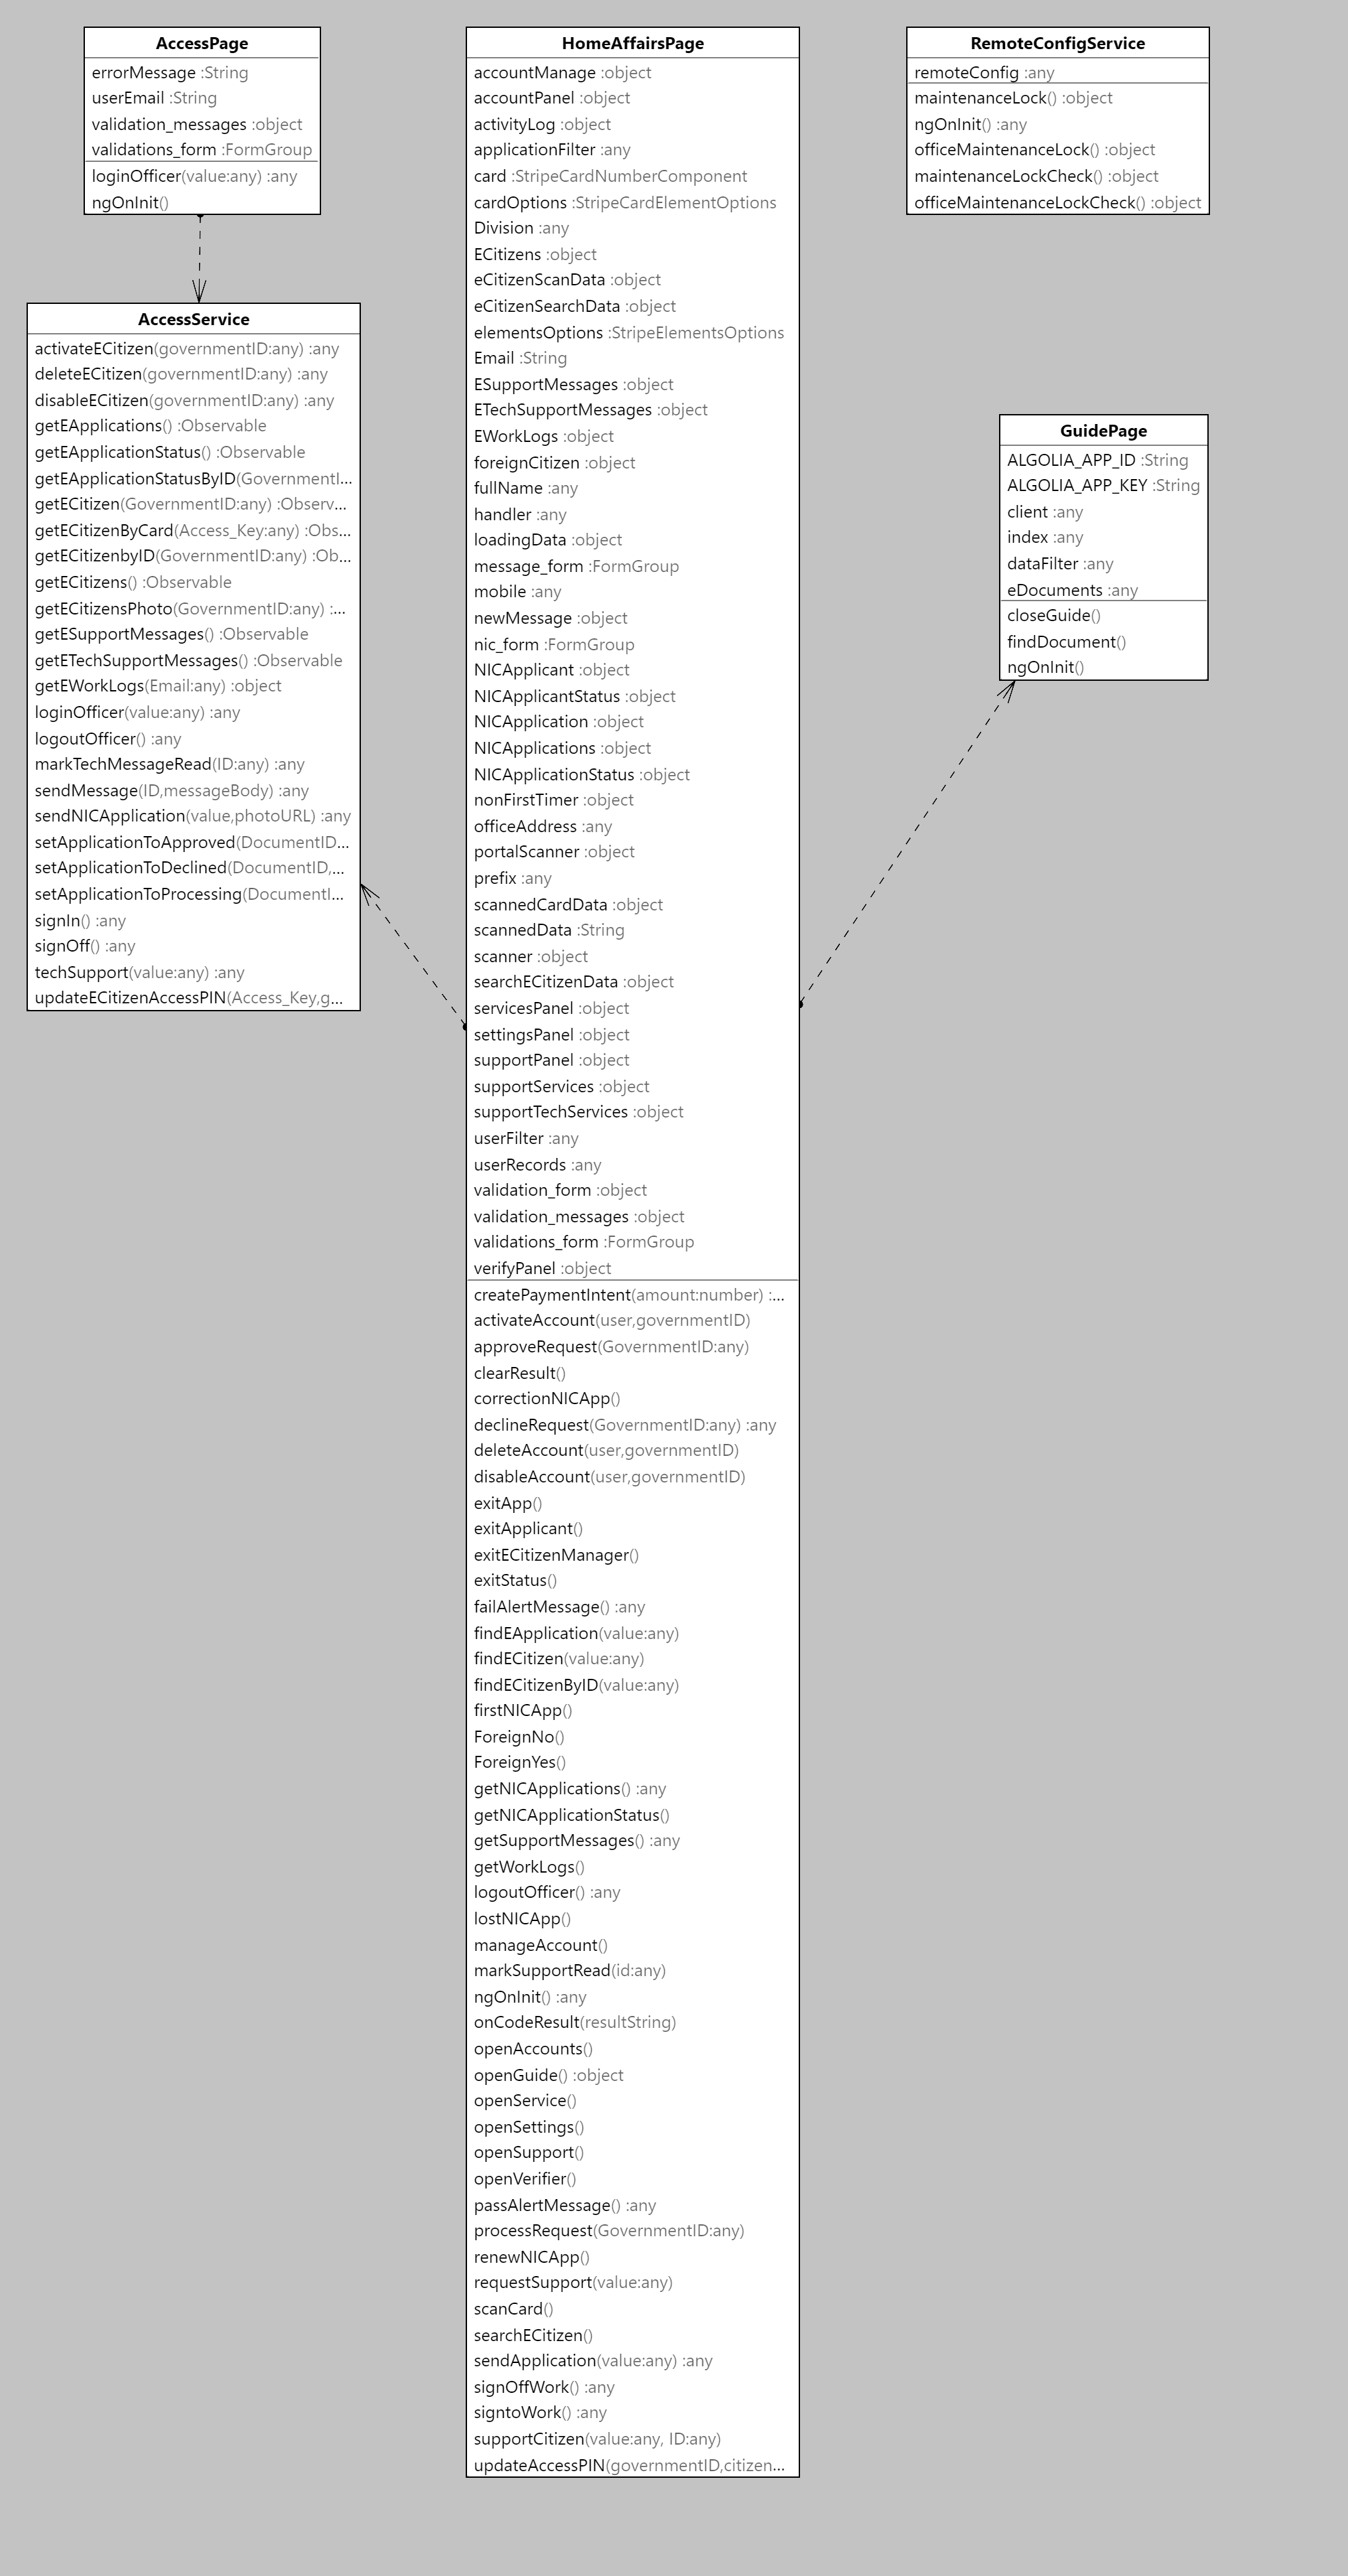 AccessPage
errorMessage :String
userEmail :String
validation_messages :object
validations_form :FormGroup
loginOfficer(value:any) :any
ngOnInit()
AccessService
activateECitizen(governmentID:any) :any
deleteECitizen(governmentID:any) :any
disableECitizen(governmentID:any) :any
getEApplications() :Observable
getEApplicationStatus() :Observable
getEApplicationStatusByID(GovernmentI...
getECitizen(GovernmentID:any) :Observ...
getECitizenByCard(Access_Key:any) :Obs...
getECitizenbyID(GovernmentID:any) :Ob...
getECitizens() :Observable
getECitizensPhoto(GovernmentID:any) :...
getESupportMessages() :Observable
getETechSupportMessages() :Observable
getEWorkLogs(Email:any) :object
loginOfficer(value:any) :any
logoutOfficer() :any
markTechMessageRead(ID:any) :any
sendMessage(ID,messageBody) :any
sendNICApplication(value,photoURL) :any
setApplicationToApproved(DocumentID...
setApplicationToDeclined(DocumentID,...
setApplicationToProcessing(DocumentI...
signIn() :any
signOff() :any
techSupport(value:any) :any
updateECitizenAccessPIN(Access_Key,g...
HomeAffairsPage
accountManage :object
accountPanel :object
activityLog :object
applicationFilter :any
card :StripeCardNumberComponent
cardOptions :StripeCardElementOptions
Division :any
ECitizens :object
eCitizenScanData :object
eCitizenSearchData :object
elementsOptions :StripeElementsOptions
Email :String
ESupportMessages :object
ETechSupportMessages :object
EWorkLogs :object
foreignCitizen :object
fullName :any
handler :any
loadingData :object
message_form :FormGroup
mobile :any
newMessage :object
nic_form :FormGroup
NICApplicant :object
NICApplicantStatus :object
NICApplication :object
NICApplications :object
NICApplicationStatus :object
nonFirstTimer :object
officeAddress :any
portalScanner :object
prefix :any
scannedCardData :object
scannedData :String
scanner :object
searchECitizenData :object
servicesPanel :object
settingsPanel :object
supportPanel :object
supportServices :object
supportTechServices :object
userFilter :any
userRecords :any
validation_form :object
validation_messages :object
validations_form :FormGroup
verifyPanel :object
createPaymentIntent(amount:number) :...
activateAccount(user,governmentID)
approveRequest(GovernmentID:any)
clearResult()
correctionNICApp()
declineRequest(GovernmentID:any) :any
deleteAccount(user,governmentID)
disableAccount(user,governmentID)
exitApp()
exitApplicant()
exitECitizenManager()
exitStatus()
failAlertMessage() :any
findEApplication(value:any)
findECitizen(value:any)
findECitizenByID(value:any)
firstNICApp()
ForeignNo()
ForeignYes()
getNICApplications() :any
getNICApplicationStatus()
getSupportMessages() :any
getWorkLogs()
logoutOfficer() :any
lostNICApp()
manageAccount()
markSupportRead(id:any)
ngOnInit() :any
onCodeResult(resultString)
openAccounts()
openGuide() :object
openService()
openSettings()
openSupport()
openVerifier()
passAlertMessage() :any
processRequest(GovernmentID:any)
renewNICApp()
requestSupport(value:any)
scanCard()
searchECitizen()
sendApplication(value:any) :any
signOffWork() :any
signtoWork() :any
supportCitizen(value:any, ID:any)
updateAccessPIN(governmentID,citizen...
RemoteConfigService
remoteConfig :any
maintenanceLock() :object
ngOnInit() :any
officeMaintenanceLock() :object
maintenanceLockCheck() :object
officeMaintenanceLockCheck() :object
GuidePage
ALGOLIA_APP_ID :String
ALGOLIA_APP_KEY :String
client :any
index :any
dataFilter :any
eDocuments :any
closeGuide()
findDocument()
ngOnInit()